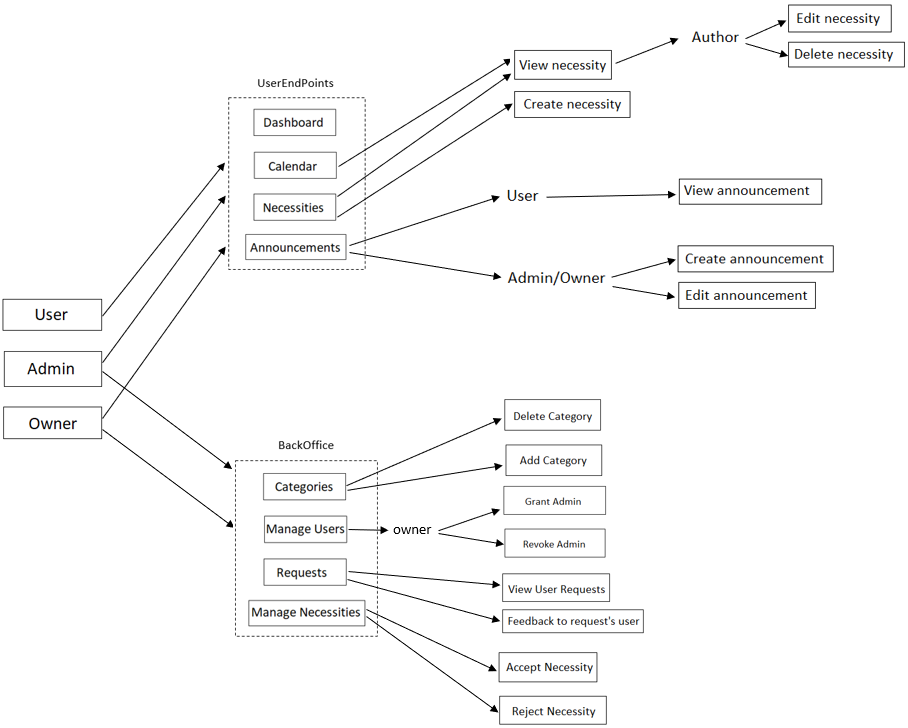 Edit necessity
Author
Delete necessity
View necessity
UserEndPoints
Create necessity
Dashboard
Calendar
Necessities
User
View announcement
Announcements
Create announcement
Admin/Owner
Edit announcement
User
Admin
Owner
Delete Category
BackOffice
Add Category
Categories
Grant Admin
Manage Users
owner
Revoke Admin
Requests
View User Requests
Manage Necessities
Feedback to request's user
Accept Necessity
Reject Necessity